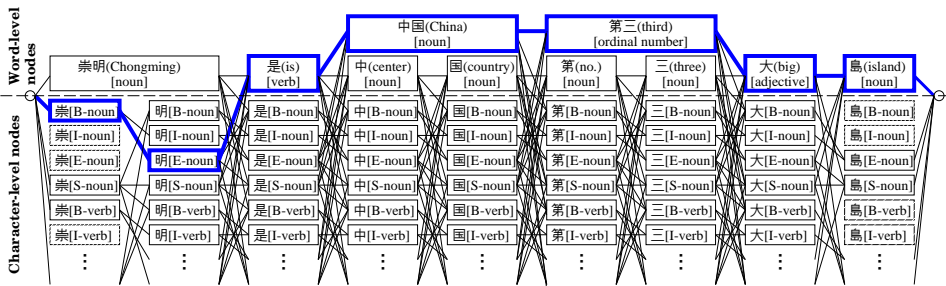 Word-level nodes
Character-level nodes
中国(China)
[noun]
第三(third)
[ordinal number]
崇明(Chongming)
[noun]
是(is)
[verb]
中(center)
[noun]
国(country)
[noun]
第(no.)
[noun]
三(three)
[noun]
大(big)
[adjective]
島(island)
[noun]
崇[B-noun] 明[B-noun] 是[B-noun] 中[B-noun] 国[B-noun] 第[B-noun] 三[B-noun] 大[B-noun] 島[B-noun]
崇[I-noun] 明[I-noun] 是[I-noun] 中[I-noun] 国[I-noun] 第[I-noun] 三[I-noun] 大[I-noun] 島[I-noun]
崇[E-noun] 明[E-noun] 是[E-noun] 中[E-noun] 国[E-noun] 第[E-noun] 三[E-noun] 大[E-noun] 島[E-noun]
崇[S-noun] 明[S-noun] 是[S-noun] 中[S-noun] 国[S-noun] 第[S-noun] 三[S-noun] 大[S-noun] 島[S-noun]
崇[B-verb] 明[B-verb] 是[B-verb] 中[B-verb] 国[B-verb] 第[B-verb] 三[B-verb] 大[B-verb] 島[B-verb]
崇[I-verb] 明[I-verb] 是[I-verb] 中[I-verb] 国[I-verb] 第[I-verb] 三[I-verb] 大[I-verb] 島[I-verb]